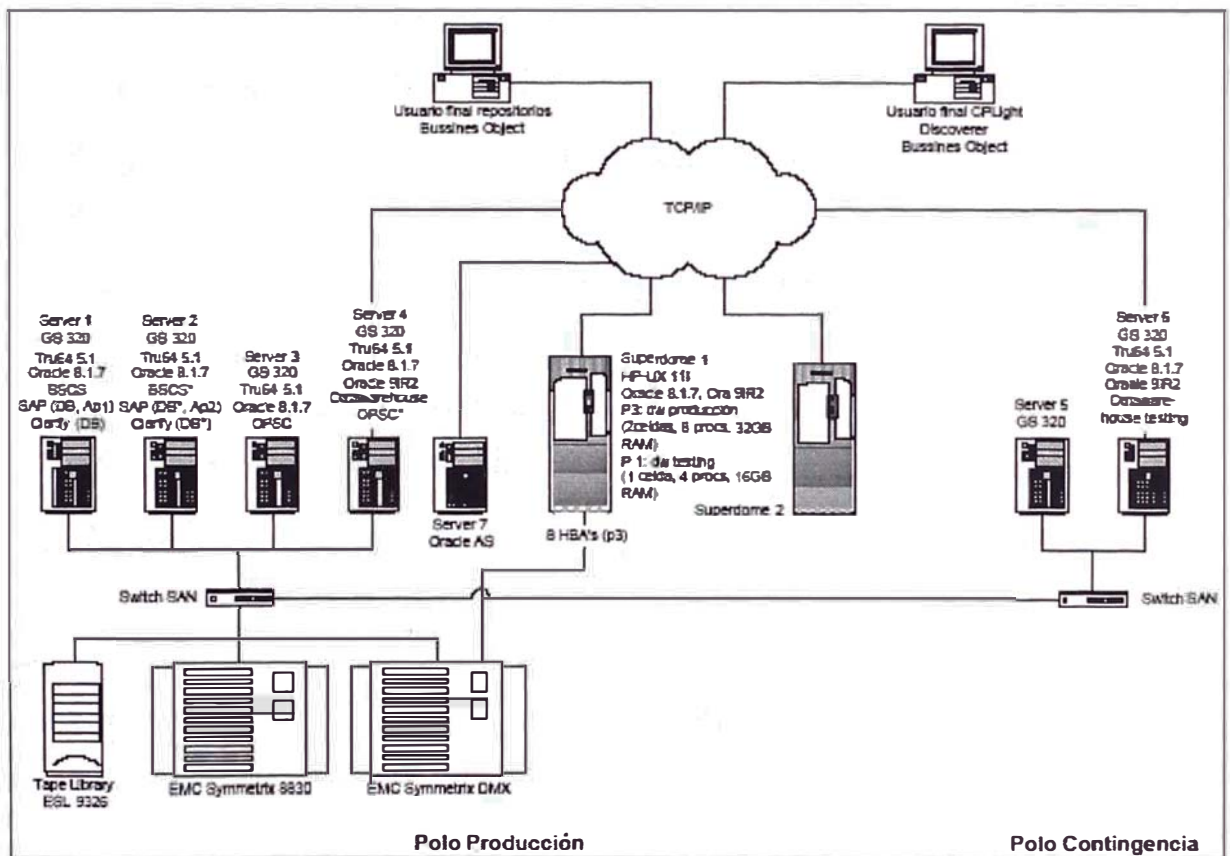 Usuario final repositorios
Bussines Object
Usuario final CPLight
Discoverer
Bussines Object
TCP/IP
Server 1
GS 320
Tru64 5.1
Oracle 8.1.7
BSCS
SAP (DB, Ap1)
Clarify (DB)
Server 2
GS 320
Tru64 5.1
Oracle 8.1.7
BSCS*
SAP (DB*, Ap2)
Clarify (DB*)
Server 3
GS 320
Tru64 5.1
Oracle 8.1.7
OPSC
Server 4
GS 320
Tru64 5.1
Oracle 8.1.7
Oracle 9iR2
Datawarehouse
OPSC*
Server 7
Oracle AS
Superdome 1
HP-UX 11i
Oracle 8.1.7, Ora 9iR2
P3: dw producción
(2celdas, 8 procs, 32GB
RAM)
P 1: dw testing
(1 celda, 4 procs, 16GB
RAM)
8 HBA's (p3)
Superdome 2
Server 5
GS 320
Server 6
GS 320
Tru64 5.1
Oracle 8.1.7
Oracle 9iR2
Dataware-
house testing
Switch SAN
Switch SAN
Tape Library
ESL 9326
EMC Symmetrix 8830
EMC Symmetrix DMX
Polo Producción
Polo Contingencia